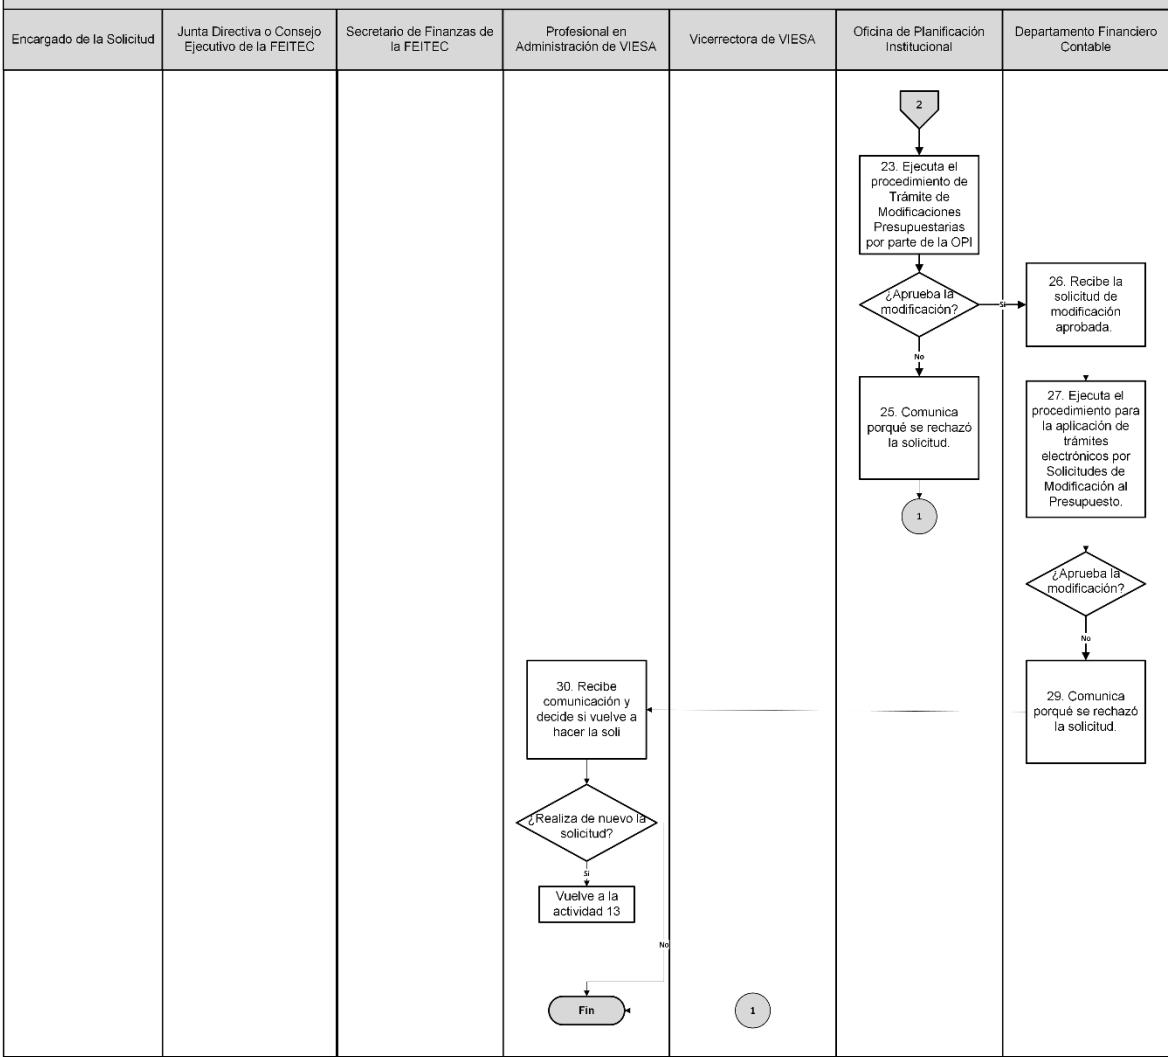 Encargado de la Solicitud
Junta Directiva o Consejo
Ejecutivo de la FEITEC
Secretario de Finanzas de
la FEITEC
Profesional en
Administración de VIESA
Vicerrectora de VIESA
Oficina de Planificación
Institucional
Departamento Financiero
Contable
2
23. Ejecuta el
procedimiento de
Trámite de
Modificaciones
Presupuestarias
por parte de la OPI
¿Aprueba la
modificación?
Si
26. Recibe la
solicitud de
modificación
aprobada.
No
25. Comunica
porqué se rechazó
la solicitud.
1
27. Ejecuta el
procedimiento para
la aplicación de
trámites
electrónicos por
Solicitudes de
Modificación al
Presupuesto.
¿Aprueba la
modificación?
No
29. Comunica
porqué se rechazó
la solicitud.
30. Recibe
comunicación y
decide si vuelve a
hacer la soli
¿Realiza de nuevo la
solicitud?
Si
Vuelve a la
actividad 13
No
Fin
1